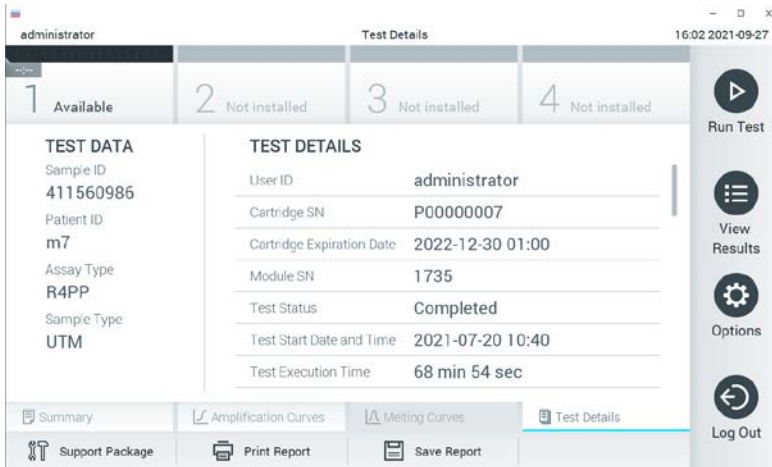 administrator Test Details 16:02 2021-09-27
--:--
1 Available 2 Not installed 3 Not installed 4 Not installed
Run Test
TEST DATA
Sample ID
411560986
Patient ID
m7
Assay Type
R4PP
Sample Type
UTM
TEST DETAILS
User ID administrator
Cartridge SN P00000007
Cartridge Expiration Date 2022-12-30 01:00
Module SN 1735
Test Status Completed
Test Start Date and Time 2021-07-20 10:40
Test Execution Time 68 min 54 sec
View
Results
Options
Log Out
Summary Amplification Curves Melting Curves Test Details
Support Package Print Report Save Report